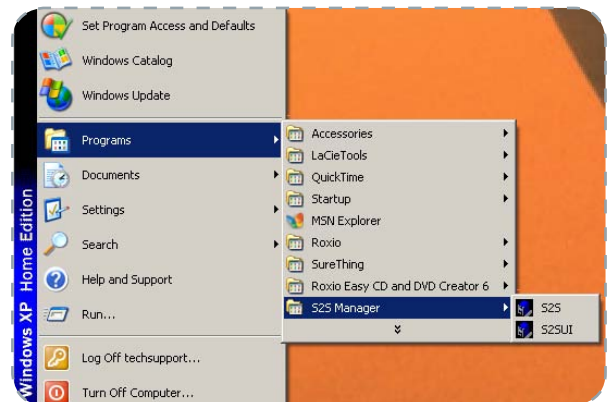 Set Program Access and Defaults
Windows Catalog
Windows Update
Programs
Documents
Settings
Search
Help and Support
Run...
Log Off techsupport...
Turn Off Computer...
Windows XP Home Edition
Accessories
LaCieTools
QuickTime
Startup
MSN Explorer
Roxio
SureThing
Roxio Easy CD and DVD Creator 6
S2S Manager
S2S
S2SUI